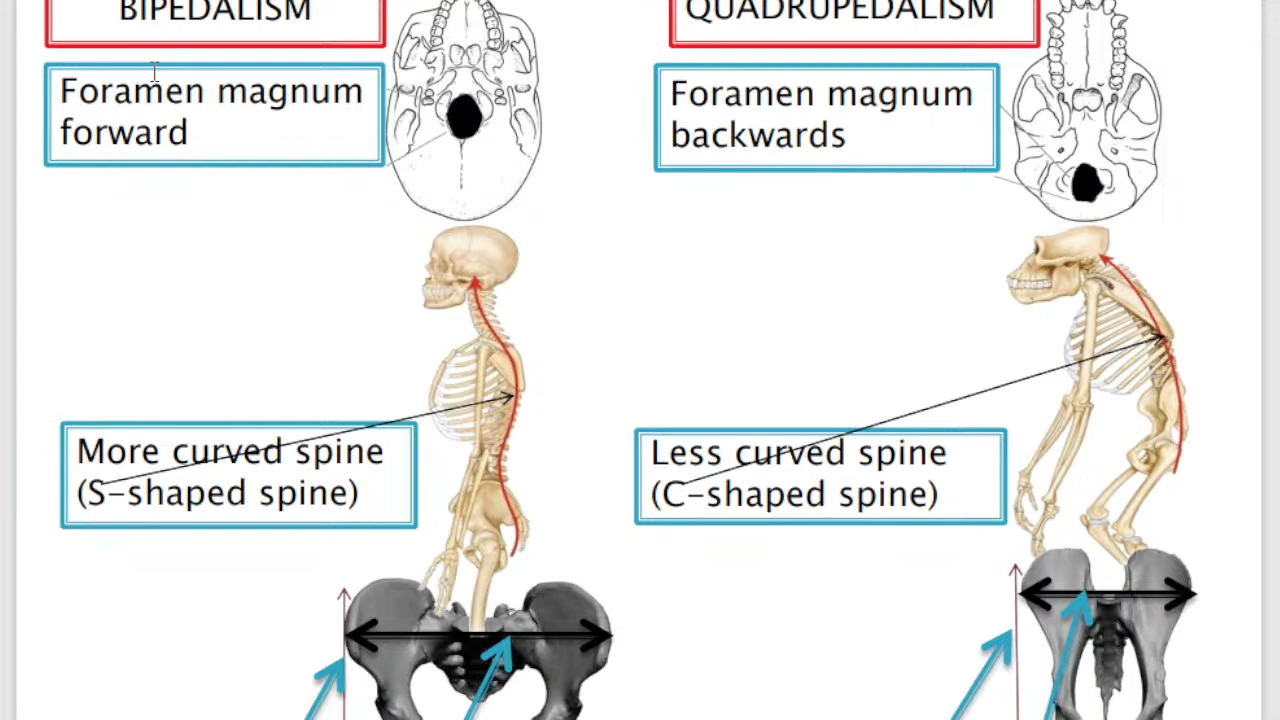 BIPEDALISM
Foramen magnum
forward
More curved spine
(S-shaped spine)
QUADRUPEDALISM
Foramen magnum
backwards
Less curved spine
(C-shaped spine)